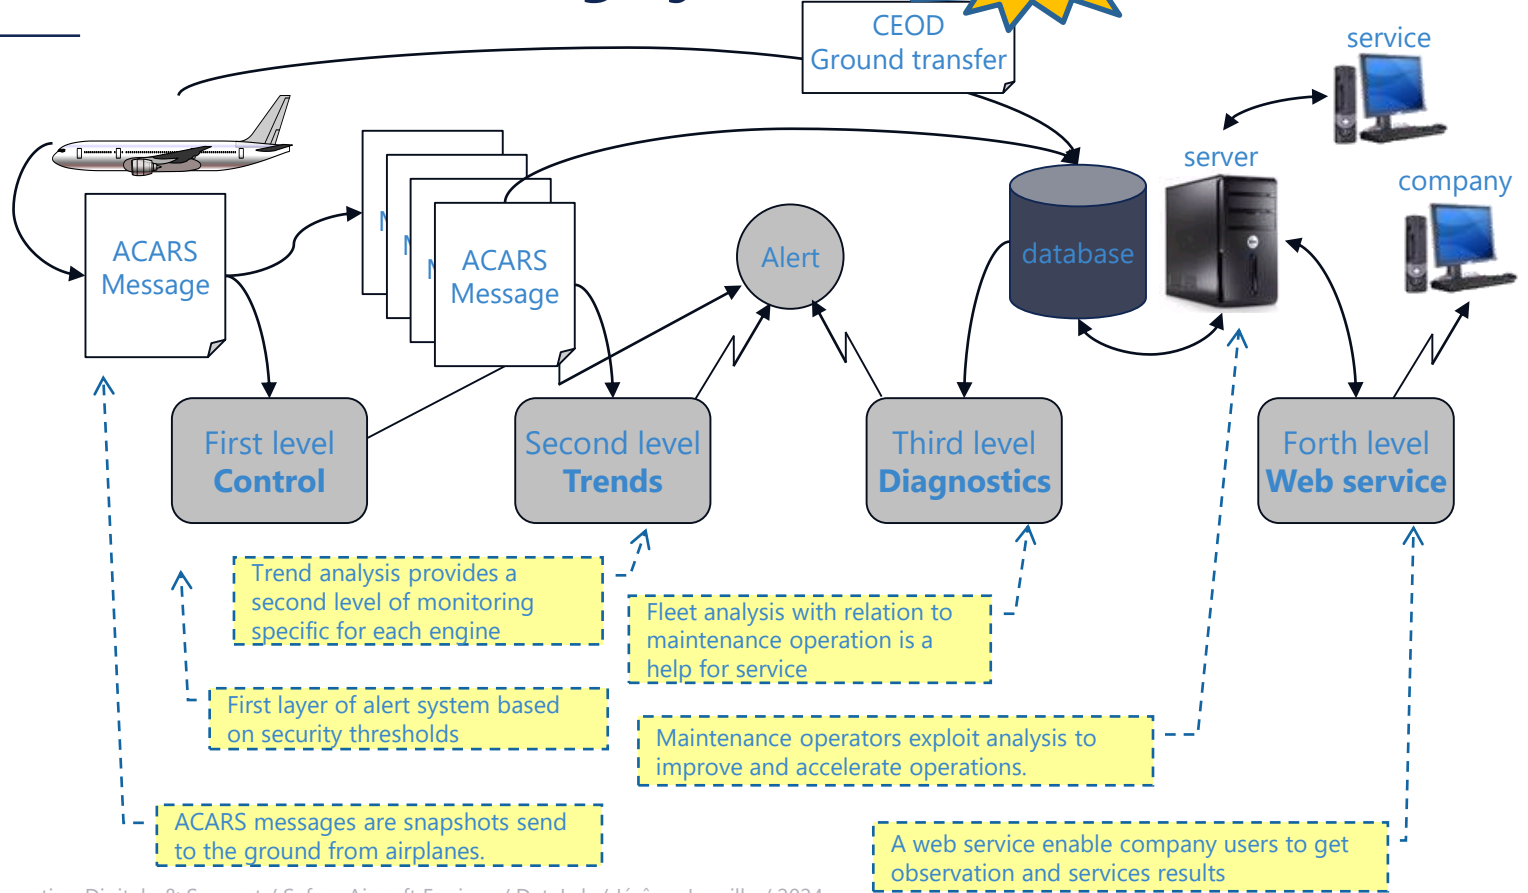 CEOD
Ground transfer
service
server
company
ACARS
Message
ACARS
Message
Alert
database
First level
Control
Second level
Trends
Third level
Diagnostics
Forth level
Web service
Trend analysis provides a
second level of monitoring
specific for each engine
Fleet analysis with relation to
maintenance operation is a
help for service
First layer of alert system based
on security thresholds
Maintenance operators exploit analysis to
improve and accelerate operations.
ACARS messages are snapshots send
to the ground from airplanes.
A web service enable company users to get
observation and services results